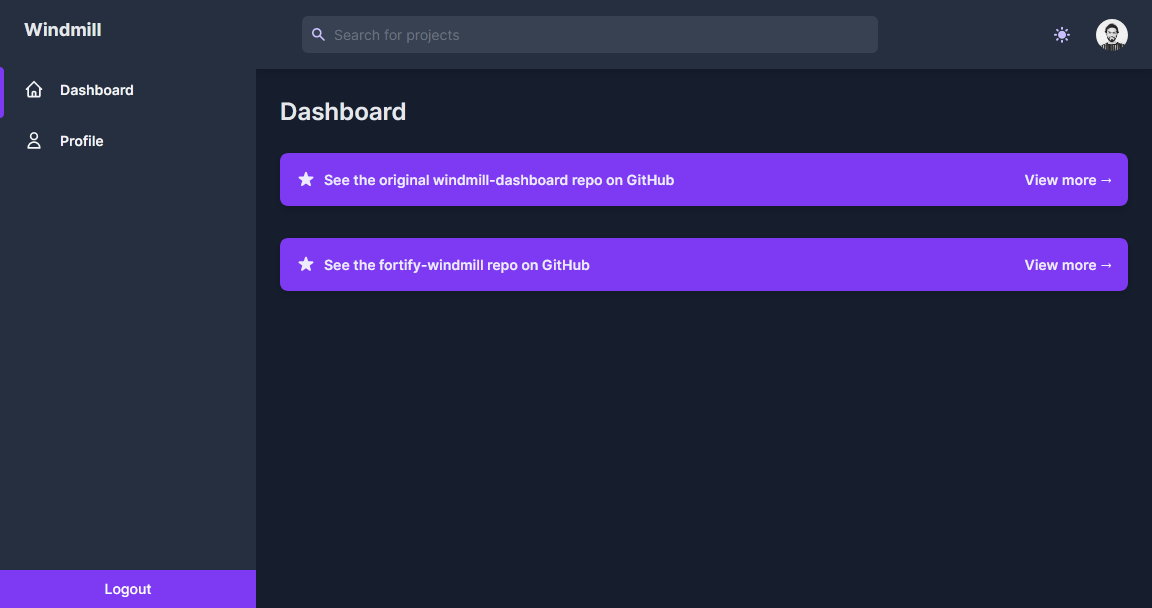 Windmill
Search for projects
Dashboard
Profile
Dashboard
See the original windmill-dashboard repo on GitHub View more →
See the fortify-windmill repo on GitHub View more →
Logout